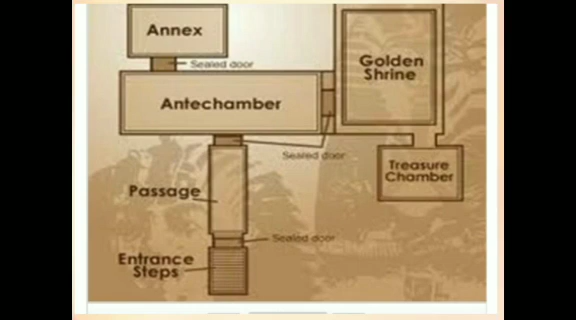 Annex
Sealed door
Golden
Shrine
Antechamber
Sealed door
Treasure
Chamber
Passage
Sealed door
Entrance
Steps